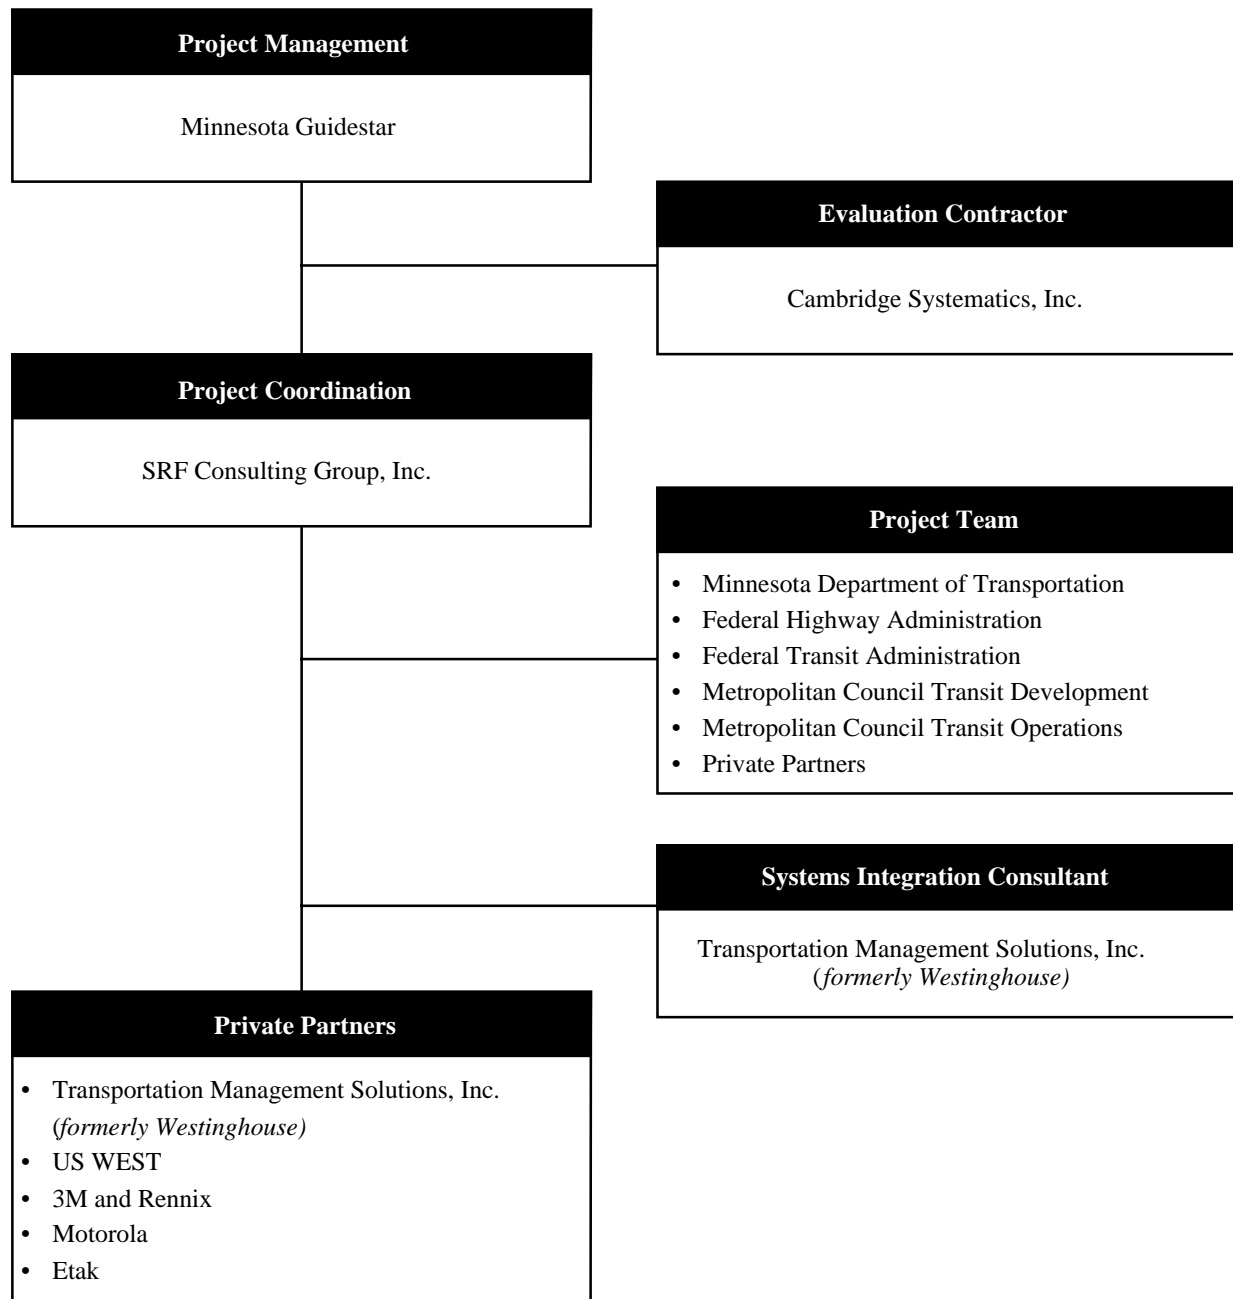 Project Management
Minnesota Guidestar
Evaluation Contractor
Cambridge Systematics, Inc.
Project Coordination
SRF Consulting Group, Inc.
Project Team
• Minnesota Department of Transportation
• Federal Highway Administration
• Federal Transit Administration
• Metropolitan Council Transit Development
• Metropolitan Council Transit Operations
• Private Partners
Systems Integration Consultant
Transportation Management Solutions, Inc.
(formerly Westinghouse)
Private Partners
• Transportation Management Solutions, Inc.
(formerly Westinghouse)
• US WEST
• 3M and Rennix
• Motorola
• Etak